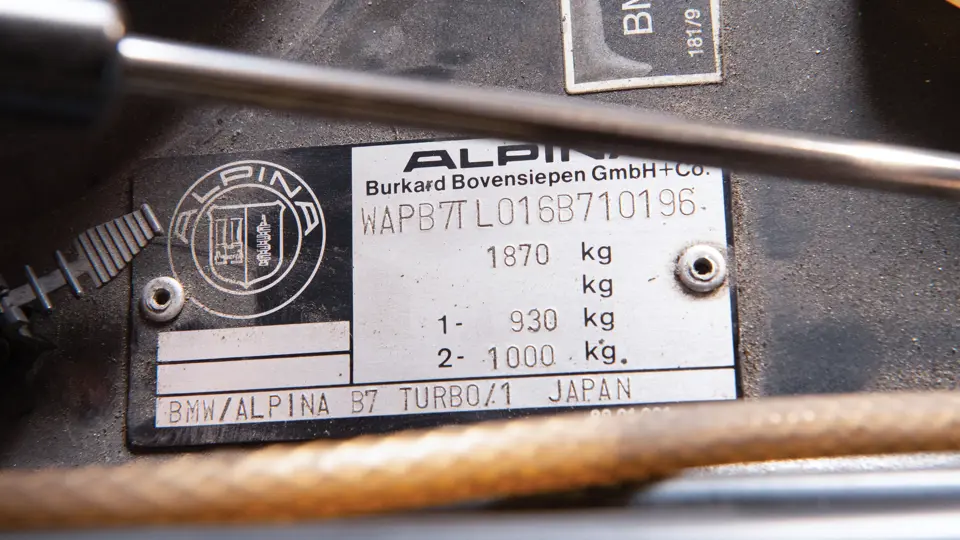 BM
181/9
ALPINA
Burkard Bovensiepen GmbH+Co.
WAPB7TL016B710196
ALPINA
1870 kg
kg
1- 930 kg
2- 1000 kg.
BMW/ALPINA B7 TURBO/1 JAPAN